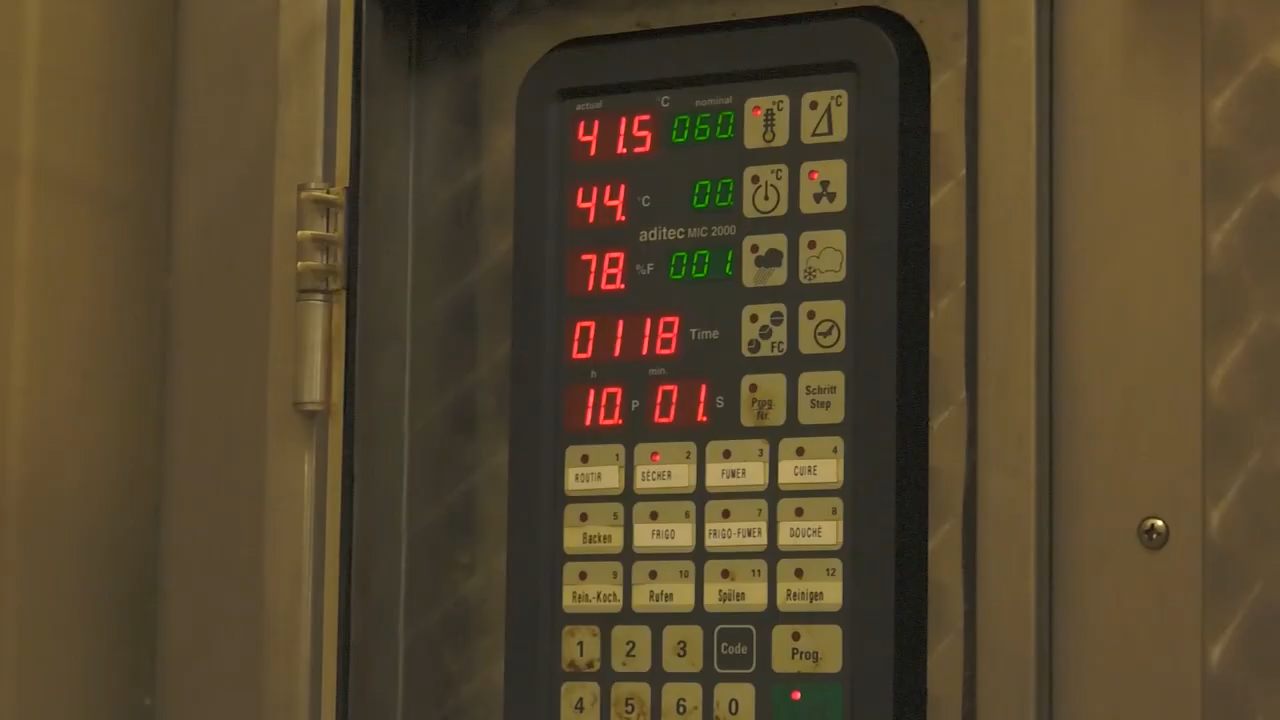 actual °C nominal
41.5 060. °C °C
44. °C 00. °C
aditec MIC 2000
78. %F 001.
0118 Time FC
h min.
10. P 01. S Prog. Nr. Schritt Step
1 2 3 4
ROUTIR SÉCHER FUMER CUIRE
5 6 7 8
Backen FRIGO FRIGO-FUMER DOUCHE
9 10 11 12
Rein.-Koch. Rufen Spülen Reinigen
1 2 3 Code Prog.
4 5 6 0